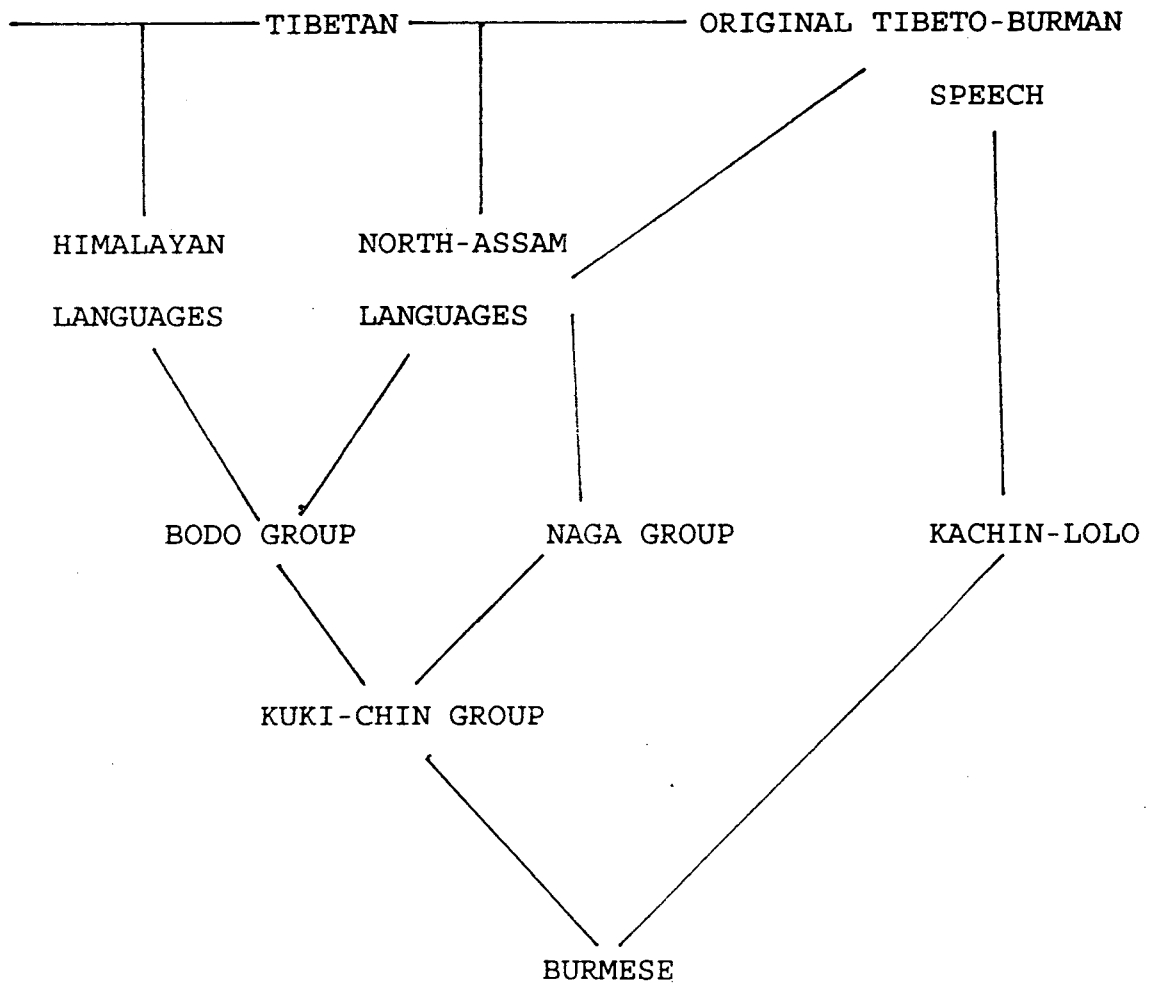 TIBETAN
ORIGINAL TIBETO-BURMAN
SPEECH
HIMALAYAN
LANGUAGES
NORTH-ASSAM
LANGUAGES
BODO GROUP
NAGA GROUP
KACHIN-LOLO
KUKI-CHIN GROUP
BURMESE